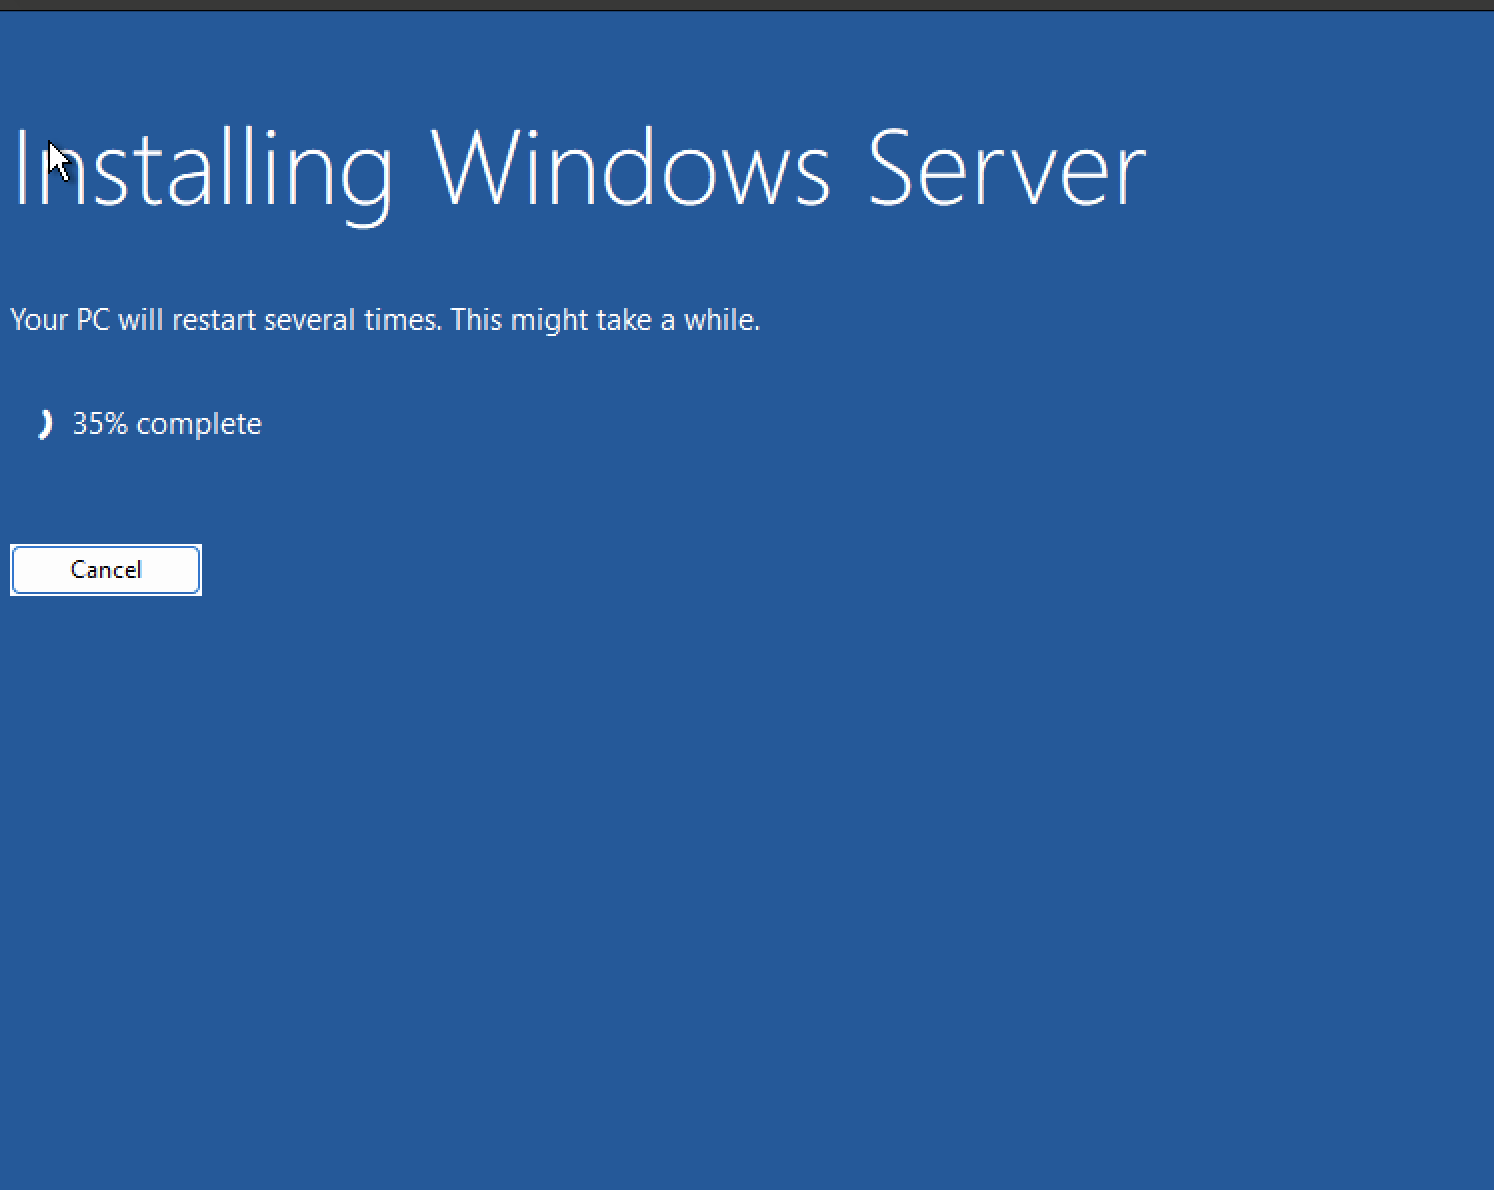 Installing Windows Server
Your PC will restart several times. This might take a while.
35% complete
Cancel